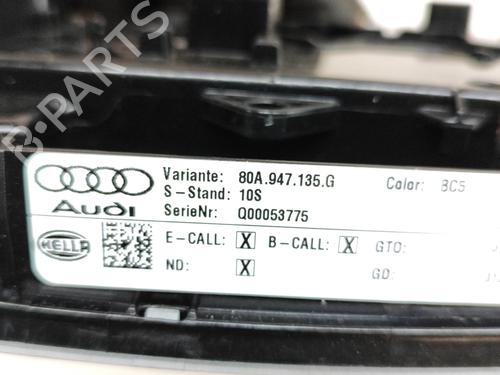 B-PARTS
Variante: 80A.947.135.G Color: BC5
S-Stand: 10S
Audi SerieNr: Q00053775
HELLA E-CALL: X B-CALL: X GTO:
ND: X GD: